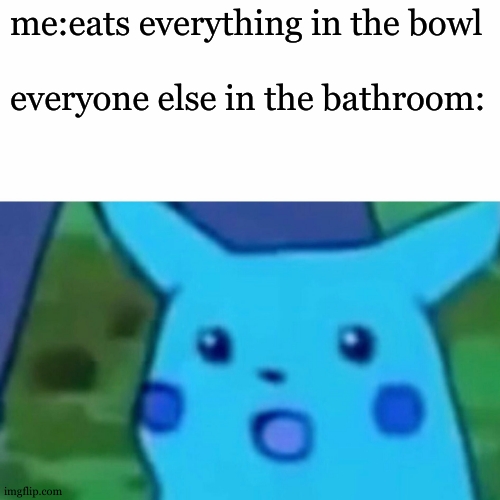 me:eats everything in the bowl
everyone else in the bathroom:
imgflip.com